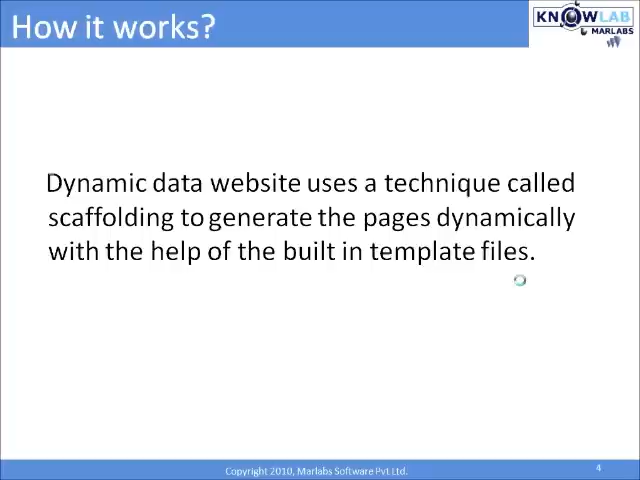 How it works?
KNOWLAB
MARLABS
Dynamic data website uses a technique called
scaffolding to generate the pages dynamically
with the help of the built in template files.
Copyright 2010, Marlabs Software Pvt Ltd.
4